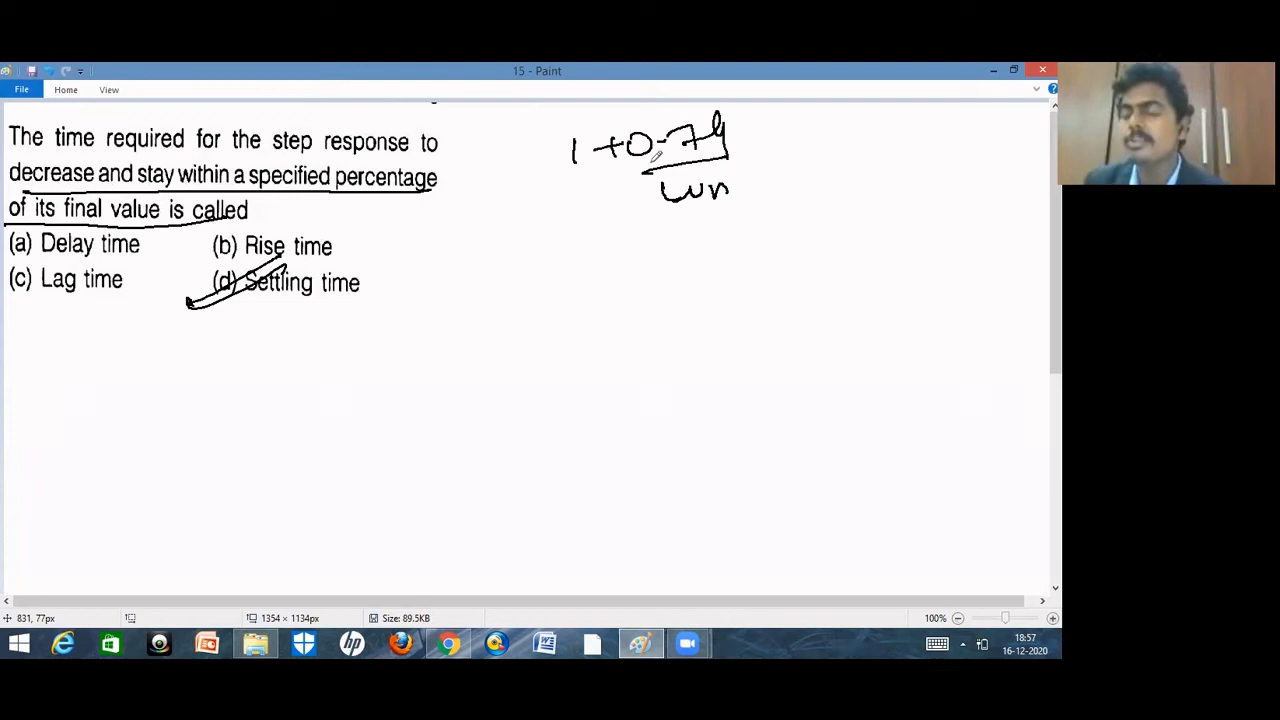 15 - Paint
File Home View
The time required for the step response to
decrease and stay within a specified percentage
of its final value is called
(a) Delay time (b) Rise time
(c) Lag time (d) Settling time
1 + 0.7
wn
831, 77px 1354 × 1134px Size: 89.5KB 100%
18:57
16-12-2020